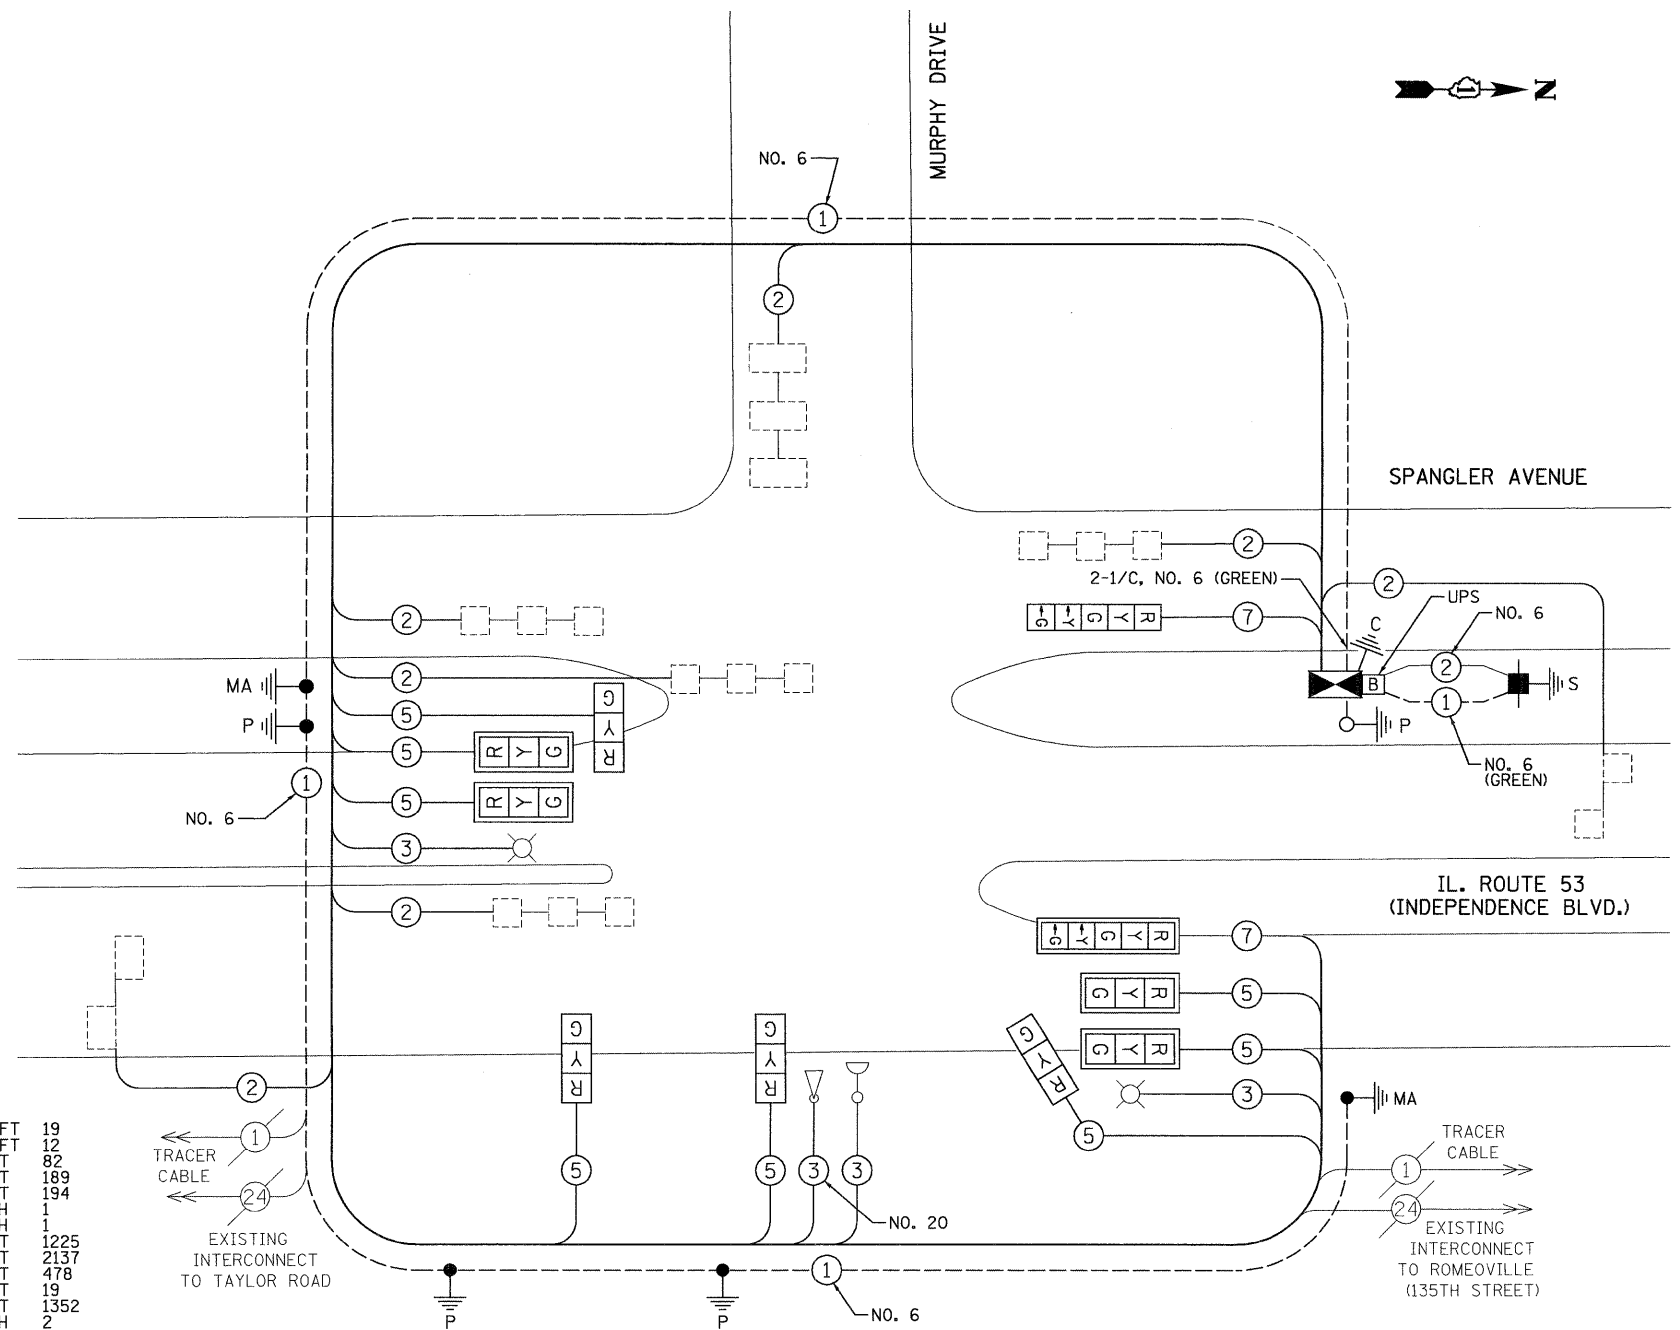 MURPHY DRIVE
N
NO. 6
1
2
SPANGLER AVENUE
2
2-1/C, NO. 6 (GREEN)
2
UPS
NO. 6
C
G Y G Y R
7
2
2
MA
2
B
2
S
5
G Y R
1
P
P
5
R Y G
NO. 6
(GREEN)
1
5
R Y G
NO. 6
3
2
IL. ROUTE 53
(INDEPENDENCE BLVD.)
G Y G Y R
7
G Y R
5
G Y R
G Y R
G Y R
G Y R
5
2
3
MA
5
1
TRACER
CABLE
TRACER
CABLE
1
5
5
3
3
24
24
NO. 20
EXISTING
INTERCONNECT
TO TAYLOR ROAD
EXISTING
INTERCONNECT
TO ROMEOVILLE
(135TH STREET)
1
NO. 6
P
P
FT 19
FT 12
T 82
T 189
T 194
H 1
H 1
T 1225
T 2137
T 478
T 19
T 1352
H 2